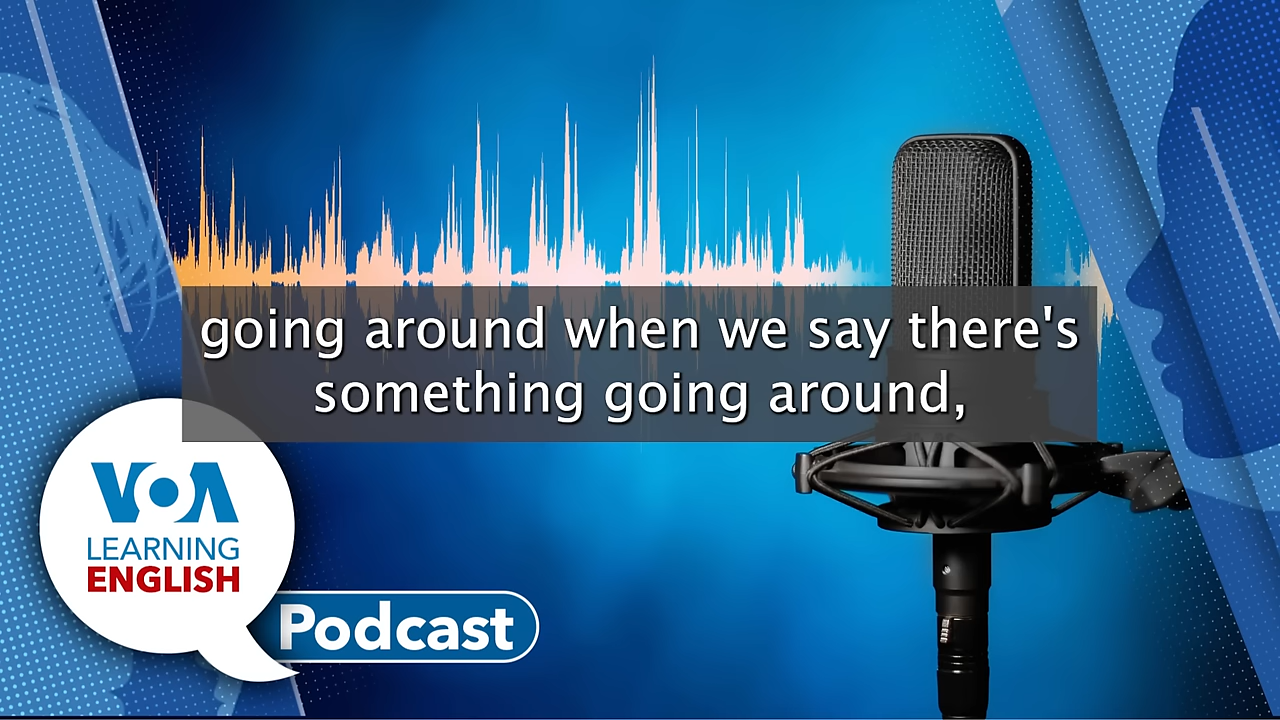 going around when we say there's
something going around,
VOA
LEARNING
ENGLISH
Podcast